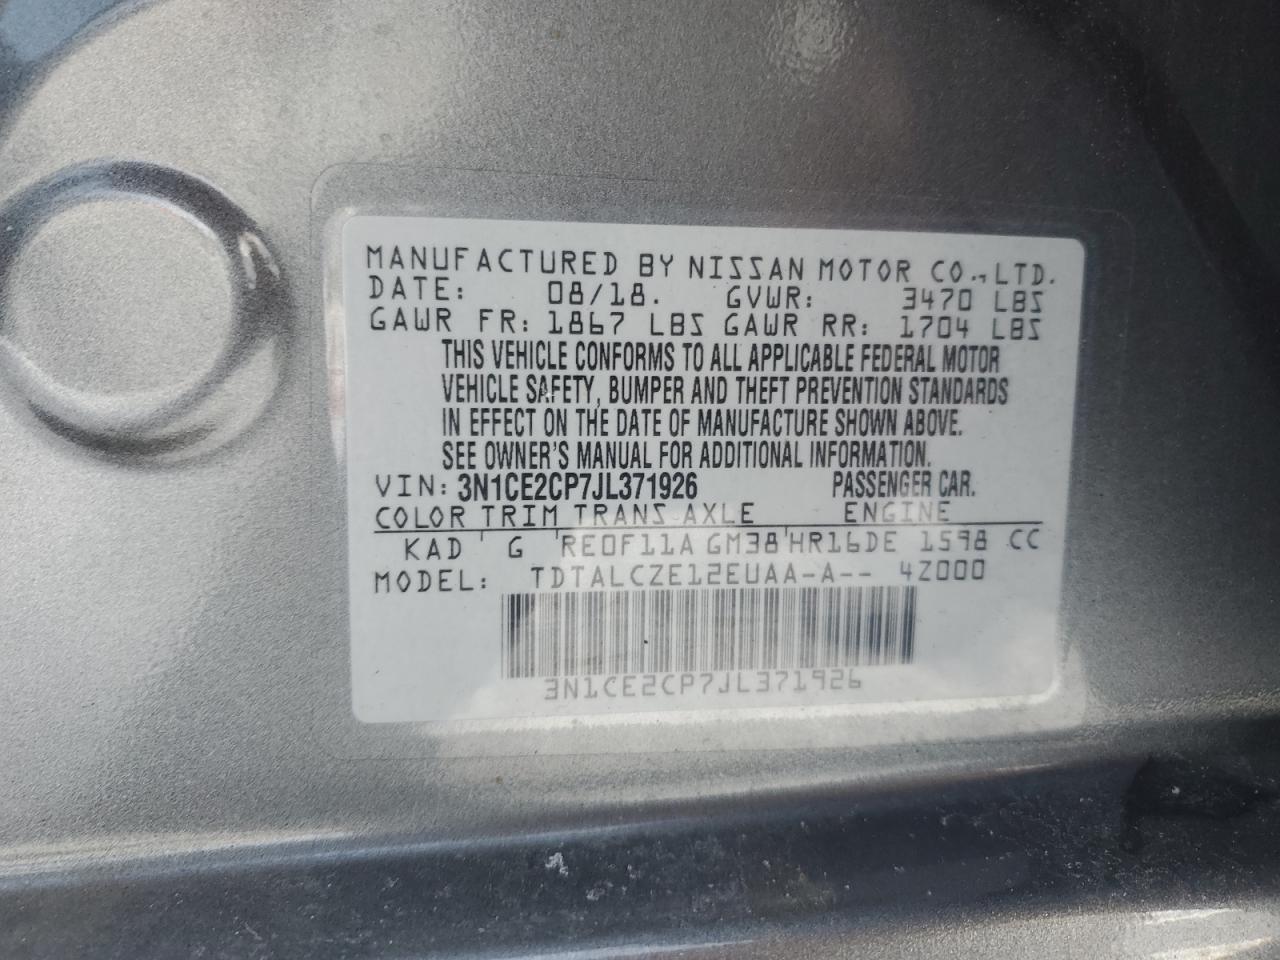 MANUFACTURED BY NISSAN MOTOR CO.,LTD.
DATE: 08/18. GVWR: 3470 LBS
GAWR FR: 1867 LBS GAWR RR: 1704 LBS
THIS VEHICLE CONFORMS TO ALL APPLICABLE FEDERAL MOTOR
VEHICLE SAFETY, BUMPER AND THEFT PREVENTION STANDARDS
IN EFFECT ON THE DATE OF MANUFACTURE SHOWN ABOVE.
SEE OWNER'S MANUAL FOR ADDITIONAL INFORMATION.
VIN: 3N1CE2CP7JL371926 PASSENGER CAR.
COLOR TRIM TRANS AXLE ENGINE
KAD G RE0F11A GM38 HR16DE 1598 CC
MODEL: TDTALCZE12EUAA-A-- 4Z000
3N1CE2CP7JL371926